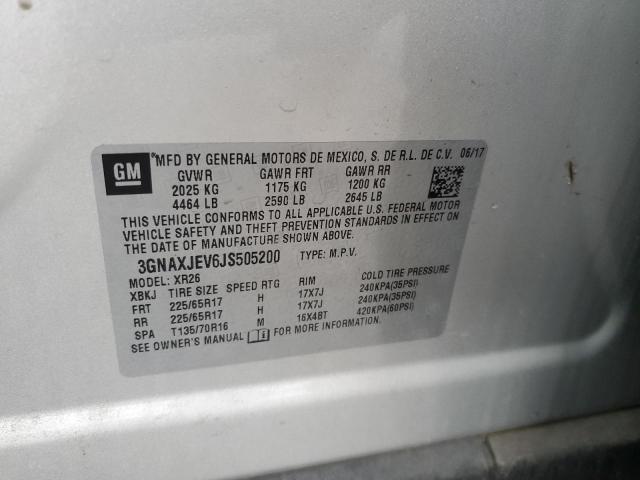 GM
®MFD BY GENERAL MOTORS DE MEXICO, S. DE R.L. DE C.V. 06/17
GVWR GAWR FRT GAWR RR
2025 KG 1175 KG 1200 KG
4464 LB 2590 LB 2645 LB
THIS VEHICLE CONFORMS TO ALL APPLICABLE U.S. FEDERAL MOTOR
VEHICLE SAFETY AND THEFT PREVENTION STANDARDS IN EFFECT ON
THE DATE OF MANUFACTURE SHOWN ABOVE.
3GNAXJEV6JS505200 TYPE: M.P.V.
MODEL: XR26
XBKJ TIRE SIZE SPEED RTG RIM COLD TIRE PRESSURE
FRT 225/65R17 H 17X7J 240KPA(35PSI)
RR 225/65R17 H 17X7J 240KPA(35PSI)
SPA T135/70R16 M 16X4BT 420KPA(60PSI)
SEE OWNER'S MANUAL FOR MORE INFORMATION.